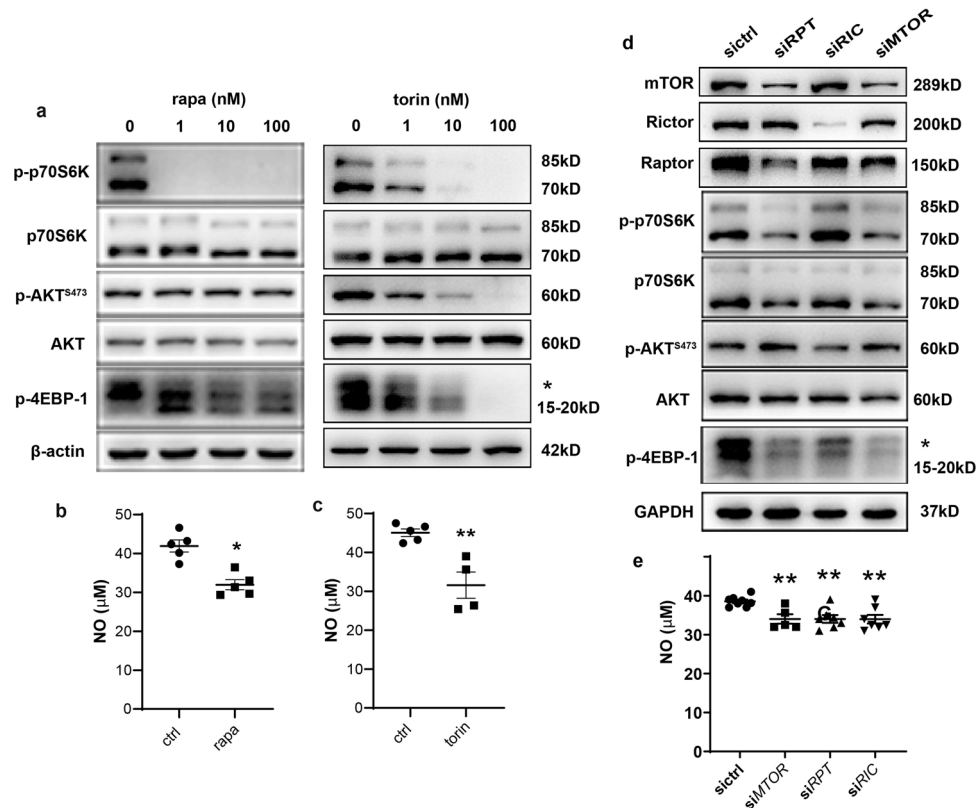 a
rapa (nM)
torin (nM)
0 1 10 100
0 1 10 100
p-p70S6K
85kD
70kD
p70S6K
85kD
70kD
p-AKTS473
60kD
AKT
60kD
p-4EBP-1
*
15-20kD
β-actin
42kD
b
NO (μM)
50
40
30
20
10
0
*
ctrl
rapa
c
NO (μM)
50
40
30
20
10
0
**
ctrl
torin
d
sictrl
siRPT
siRIC
siMTOR
mTOR
289kD
Rictor
200kD
Raptor
150kD
p-p70S6K
85kD
70kD
p70S6K
85kD
70kD
p-AKTS473
60kD
AKT
60kD
p-4EBP-1
*
15-20kD
GAPDH
37kD
e
NO (μM)
40
30
20
10
0
** ** **
C
sictrl
siMTOR
siRPT
siRIC